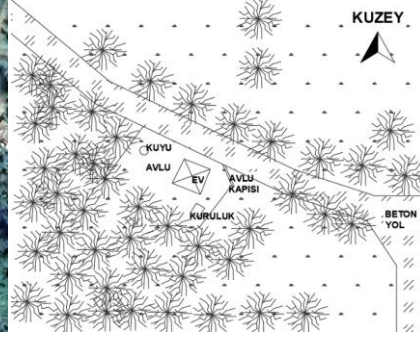 KUZEY
KUYU
AVLU
EV
AVLU
KAPISI
KURULUK
BETON
YOL